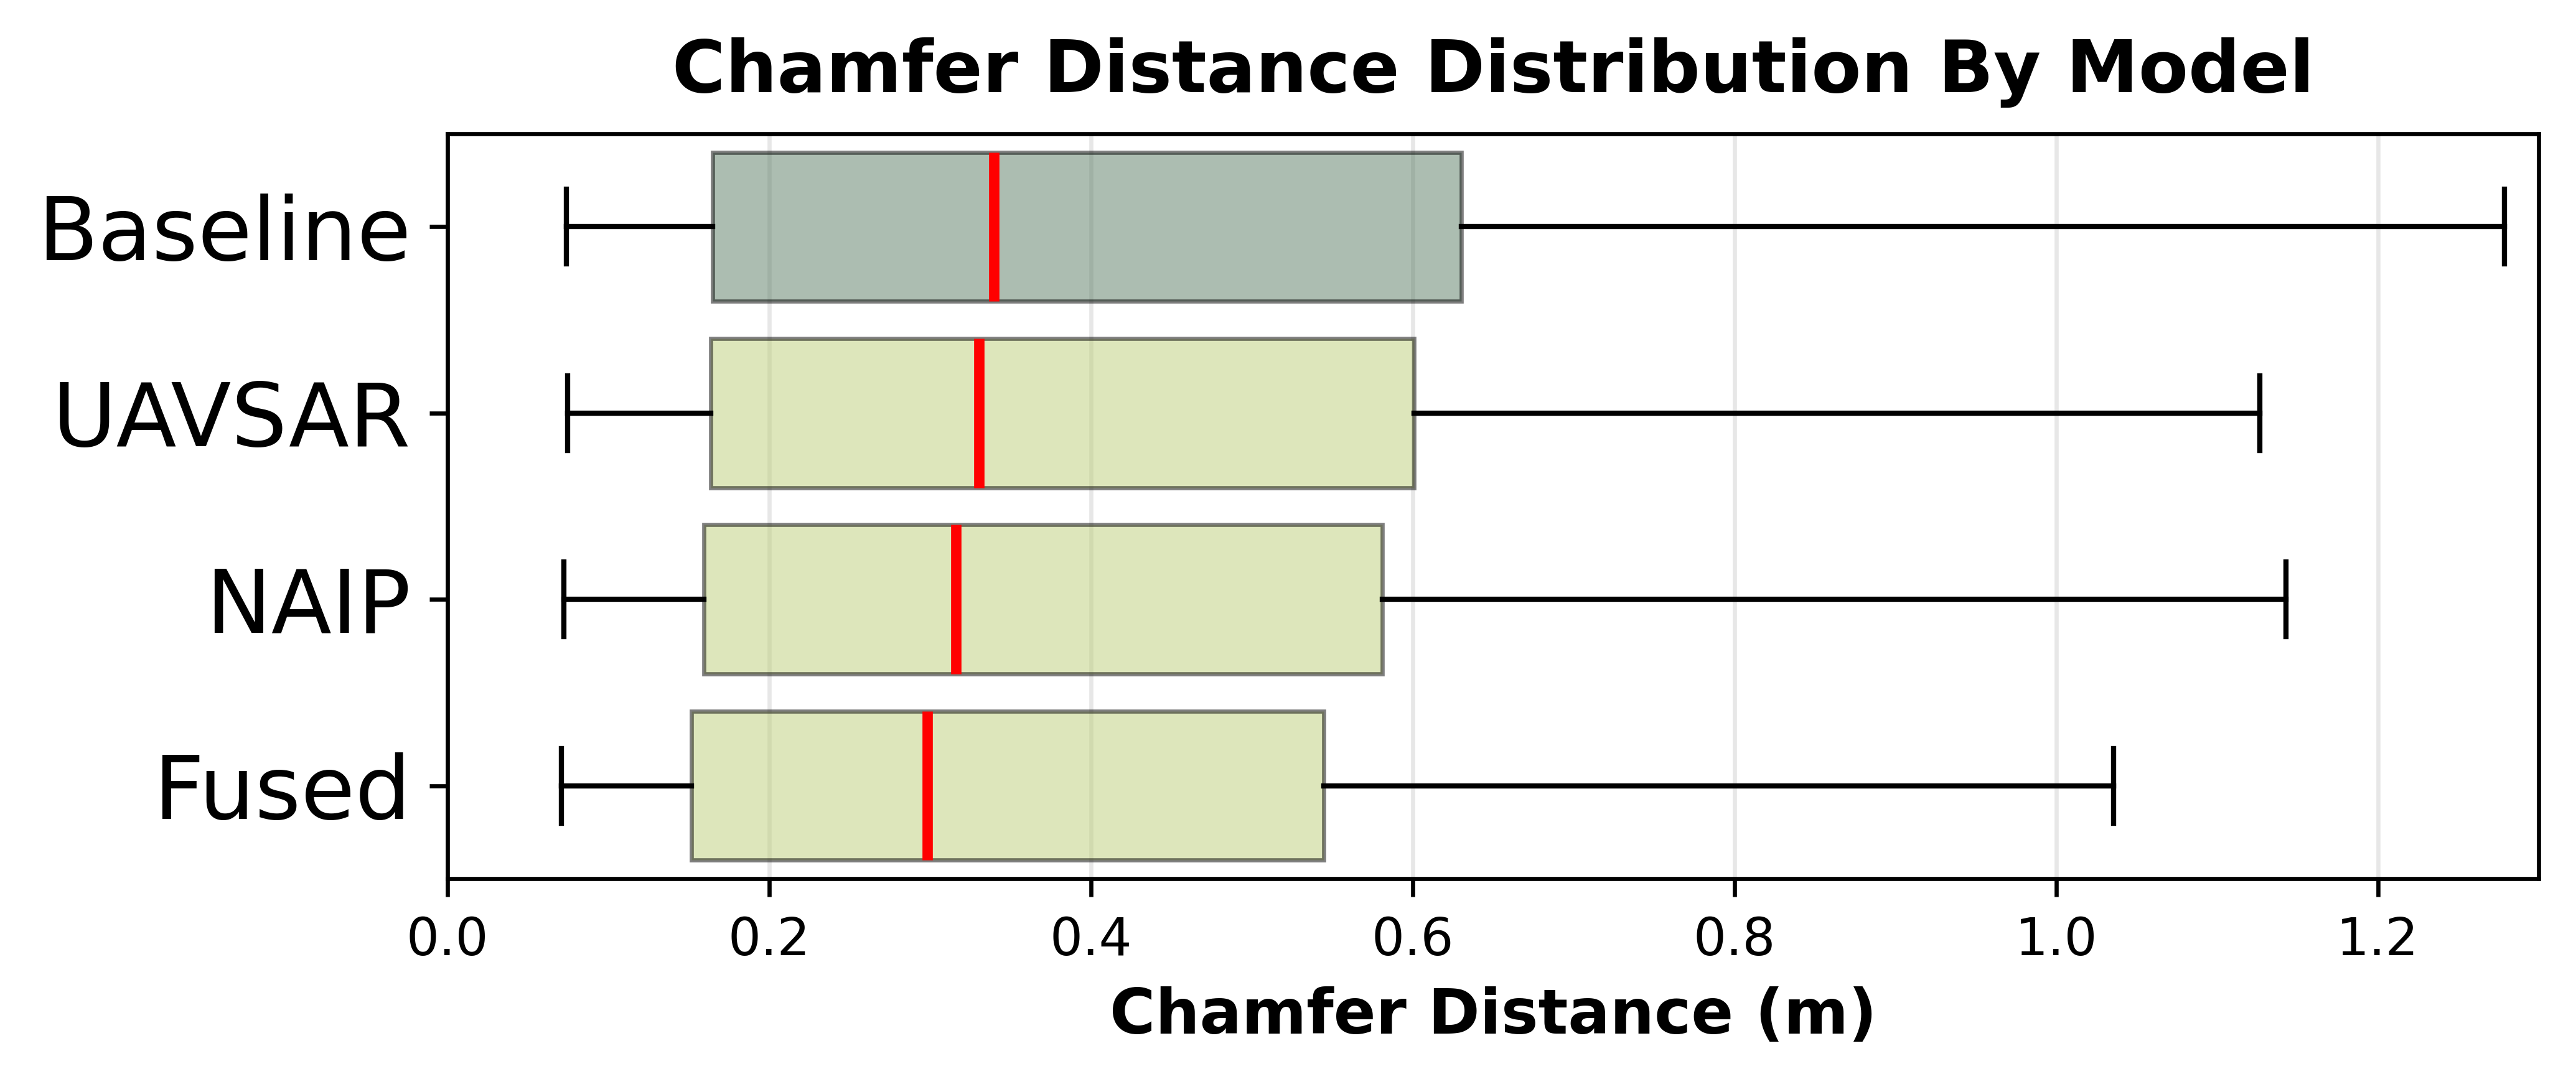 Chamfer Distance Distribution By Model
Baseline
UAVSAR
NAIP
Fused
0.0 0.2 0.4 0.6 0.8 1.0 1.2
Chamfer Distance (m)